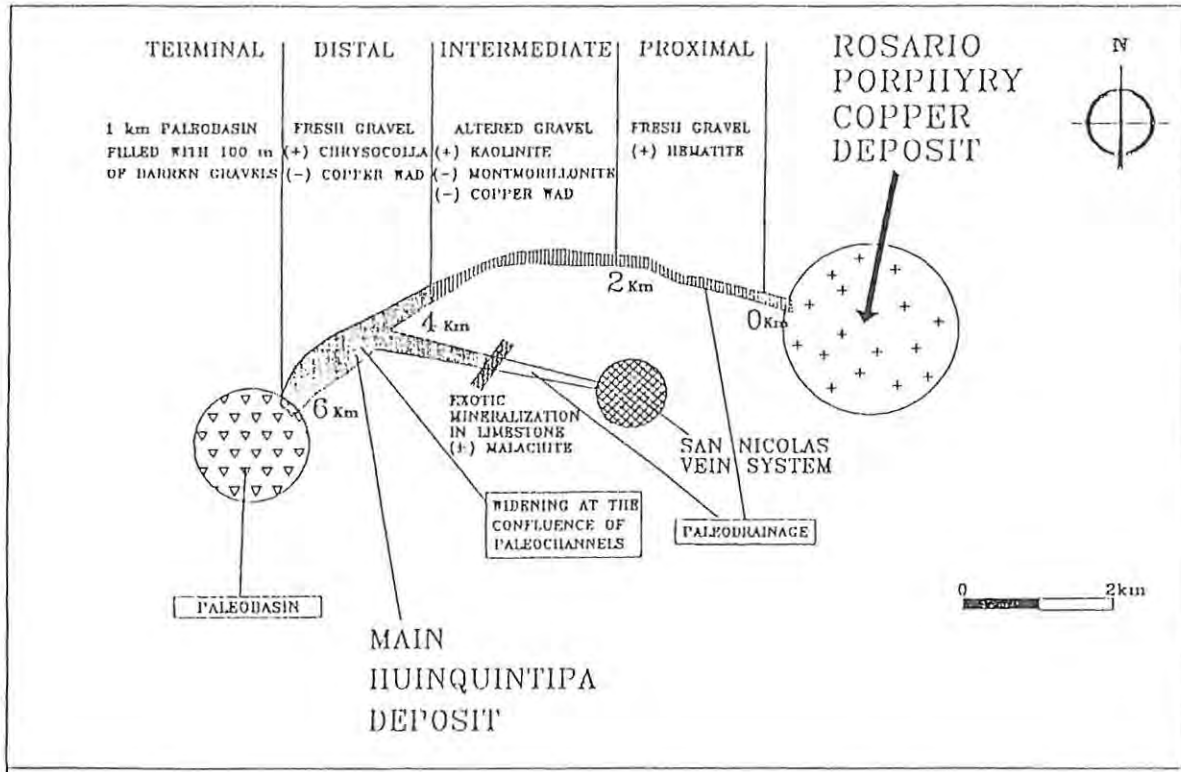 TERMINAL
DISTAL
INTERMEDIATE
PROXIMAL
ROSARIO
PORPHYRY
COPPER
DEPOSIT
N
1 km PALEOBASIN
FILLED WITH 100 m
OF BARREN GRAVELS
FRESH GRAVEL
(+) CHRYSOCOLLA
(-) COPPER WAD
ALTERED GRAVEL
(+) KAOLINITE
(-) MONTMORILLONITE
(-) COPPER WAD
FRESH GRAVEL
(+) HEMATITE
2 Km
0 Km
4 Km
6 Km
EXOTIC
MINERALIZATION
IN LIMESTONE
(±) MALACHITE
SAN NICOLAS
VEIN SYSTEM
WIDENING AT THE
CONFLUENCE OF
PALEOCHANNELS
PALEODRAINAGE
PALEOBASIN
0 2km
MAIN
HUINQUINTIPA
DEPOSIT